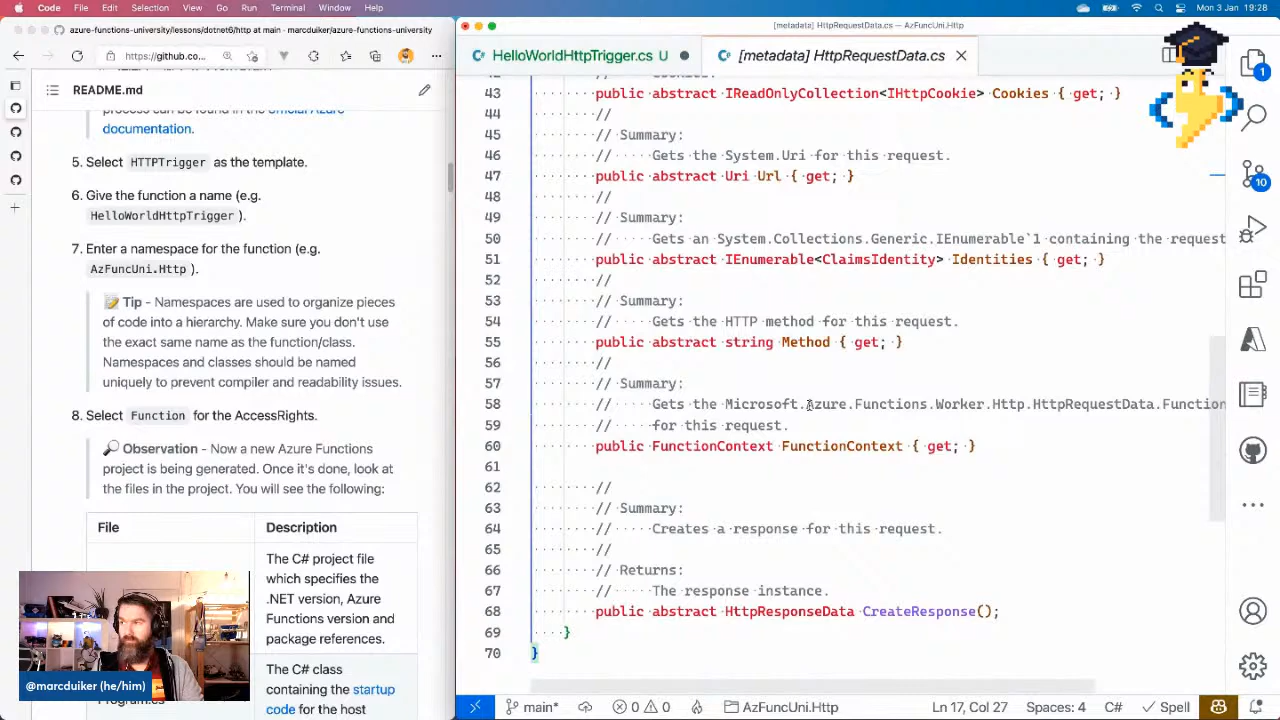 Code File Edit Selection View Go Run Terminal Window Help
Mon 3 Jan 19:28
azure-functions-university/lessons/dotnet6/http at main · marcduiker/azure-functions-university
https://github.co...
README.md
documentation.
5. Select HTTPTrigger as the template.
6. Give the function a name (e.g.
HelloWorldHttpTrigger ).
7. Enter a namespace for the function (e.g.
AzFuncUni.Http ).
📝 Tip - Namespaces are used to organize pieces
of code into a hierarchy. Make sure you don't use
the exact same name as the function/class.
Namespaces and classes should be named
uniquely to prevent compiler and readability issues.
8. Select Function for the AccessRights.
🔎 Observation - Now a new Azure Functions
project is being generated. Once it's done, look at
the files in the project. You will see the following:
File Description
The C# project file
which specifies the
.NET version, Azure
Functions version and
package references.
The C# class
containing the startup
code for the host
@marcduiker (he/him)
[metadata] HttpRequestData.cs — AzFuncUni.Http
HelloWorldHttpTrigger.cs U
[metadata] HttpRequestData.cs
43 public abstract IReadOnlyCollection<IHttpCookie> Cookies { get; }
44 //
45 // Summary:
46 // Gets the System.Uri for this request.
47 public abstract Uri Url { get; }
48 //
49 // Summary:
50 // Gets an System.Collections.Generic.IEnumerable`1 containing the request
51 public abstract IEnumerable<ClaimsIdentity> Identities { get; }
52 //
53 // Summary:
54 // Gets the HTTP method for this request.
55 public abstract string Method { get; }
56 //
57 // Summary:
58 // Gets the Microsoft.Azure.Functions.Worker.Http.HttpRequestData.Function
59 // for this request.
60 public FunctionContext FunctionContext { get; }
61
62 //
63 // Summary:
64 // Creates a response for this request.
65 //
66 // Returns:
67 // The response instance.
68 public abstract HttpResponseData CreateResponse();
69 }
70 }
1
10
main* 0 0 AzFuncUni.Http Ln 17, Col 27 Spaces: 4 C# Spell